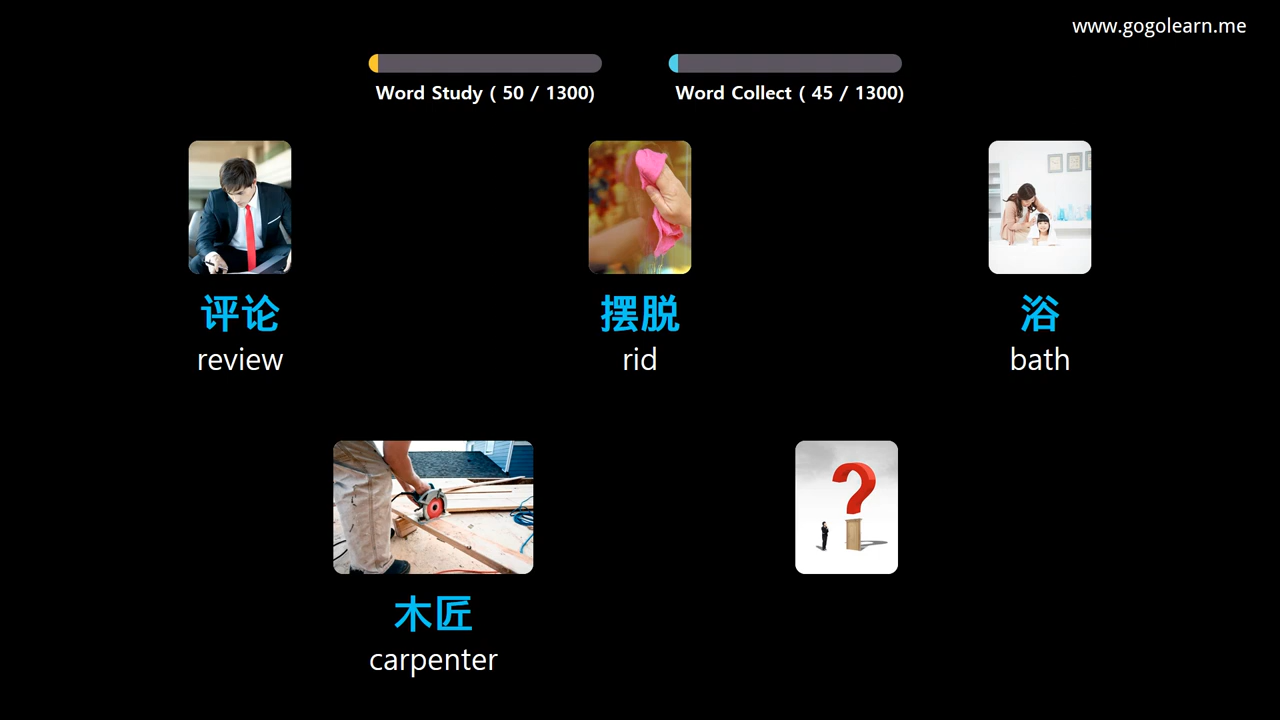 www.gogolearn.me
Word Study ( 50 / 1300)
Word Collect ( 45 / 1300)
评论
review
摆脱
rid
浴
bath
木匠
carpenter
?